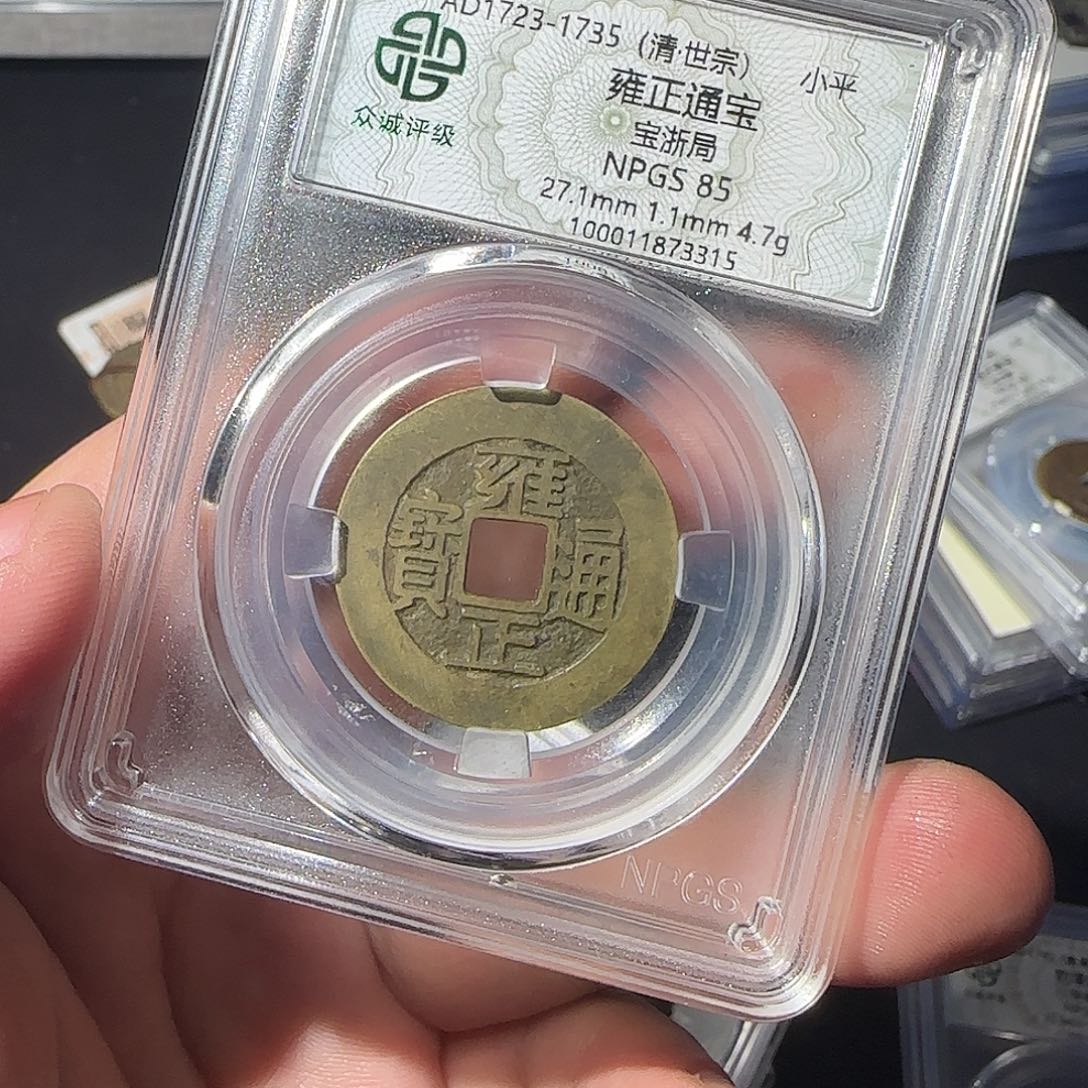 AD1723-1735（清·世宗）
小平
众诚评级
雍正通宝
宝浙局
NPGS 85
27.1mm 1.1mm 4.7g
100011873315
雍正通寶
NPGS